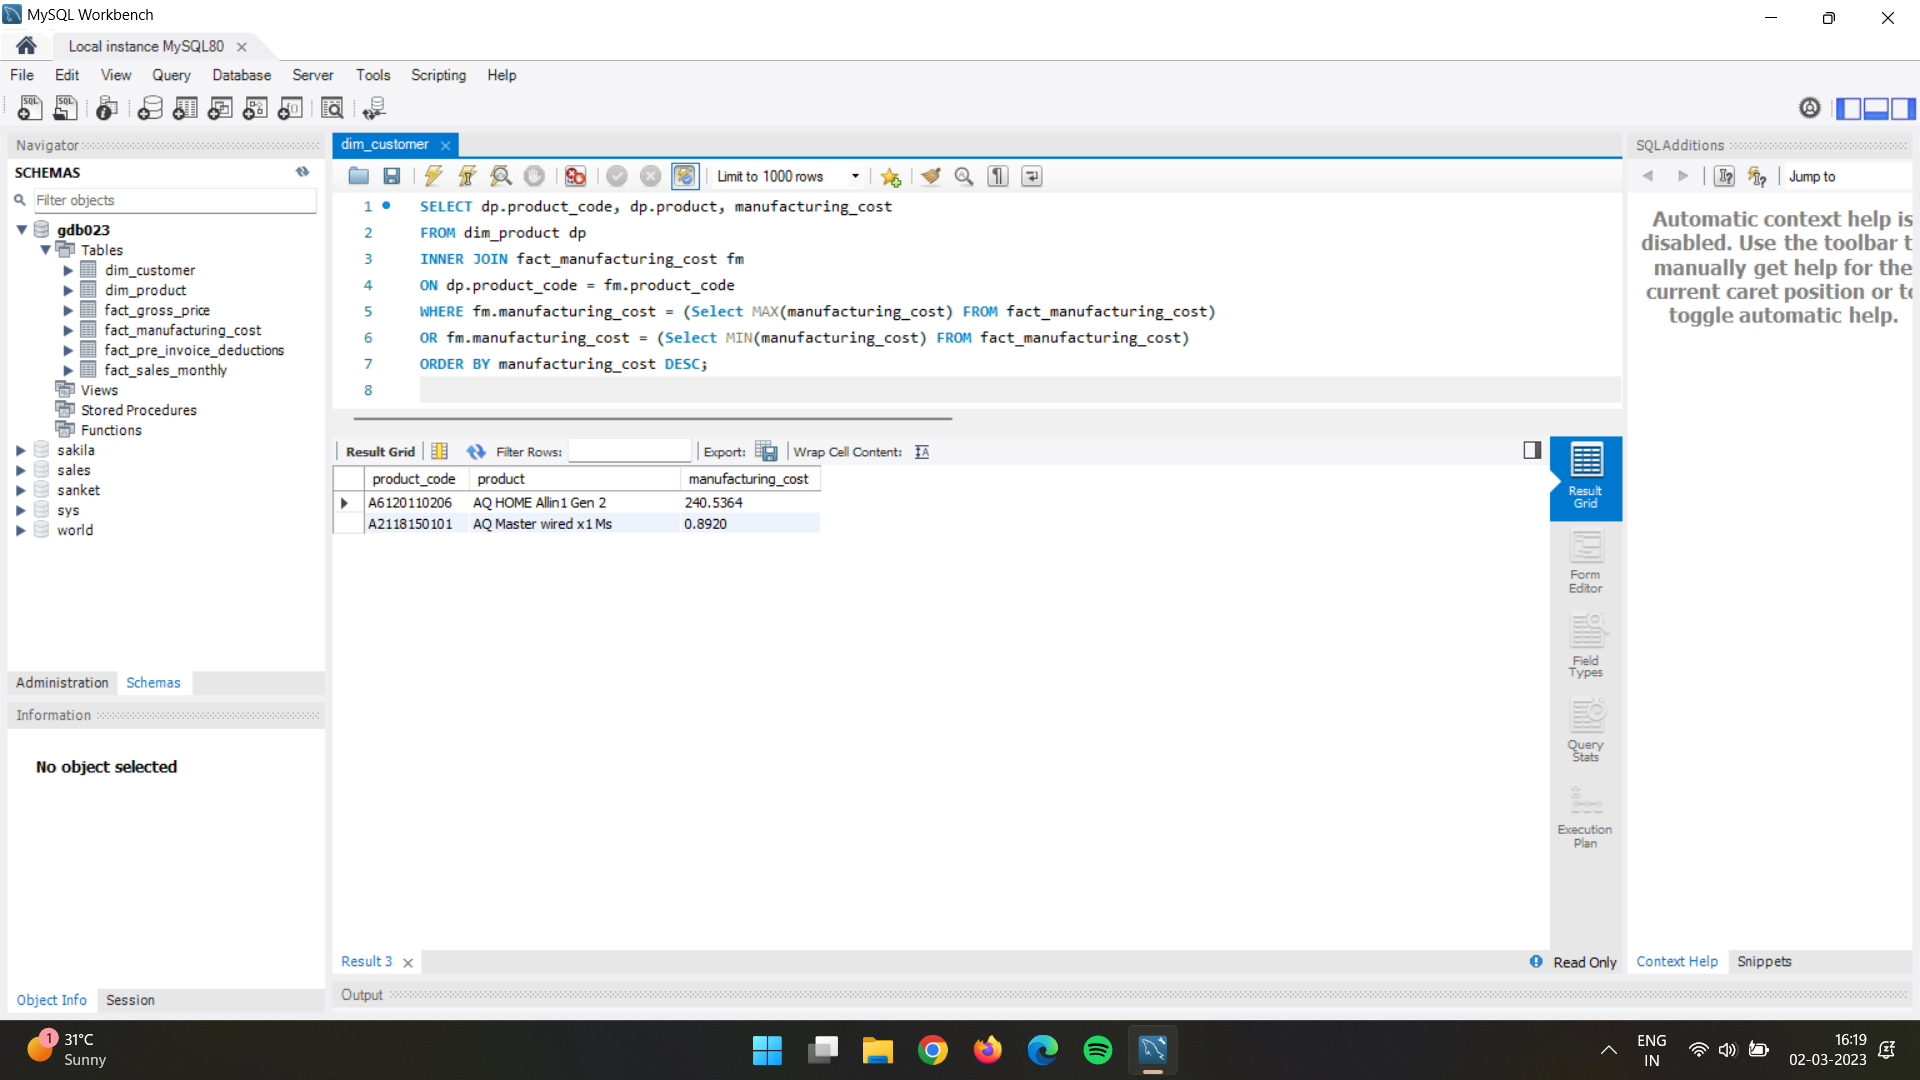 MySQL Workbench
Local instance MySQL80
File Edit View Query Database Server Tools Scripting Help
Navigator
SCHEMAS
Filter objects
gdb023
Tables
dim_customer
dim_product
fact_gross_price
fact_manufacturing_cost
fact_pre_invoice_deductions
fact_sales_monthly
Views
Stored Procedures
Functions
sakila
sales
sanket
sys
world
Administration Schemas
Information
No object selected
Object Info Session
dim_customer
Limit to 1000 rows
1 SELECT dp.product_code, dp.product, manufacturing_cost
2 FROM dim_product dp
3 INNER JOIN fact_manufacturing_cost fm
4 ON dp.product_code = fm.product_code
5 WHERE fm.manufacturing_cost = (Select MAX(manufacturing_cost) FROM fact_manufacturing_cost)
6 OR fm.manufacturing_cost = (Select MIN(manufacturing_cost) FROM fact_manufacturing_cost)
7 ORDER BY manufacturing_cost DESC;
8
Result Grid Filter Rows: Export: Wrap Cell Content:
product_code product manufacturing_cost
A6120110206 AQ HOME Allin1 Gen 2 240.5364
A2118150101 AQ Master wired x1 Ms 0.8920
Result
Grid
Form
Editor
Field
Types
Query
Stats
Execution
Plan
Result 3
Read Only
Output
SQLAdditions
Jump to
Automatic context help is
disabled. Use the toolbar t
manually get help for the
current caret position or to
toggle automatic help.
Context Help Snippets
1
31°C
Sunny
ENG
IN
16:19
02-03-2023